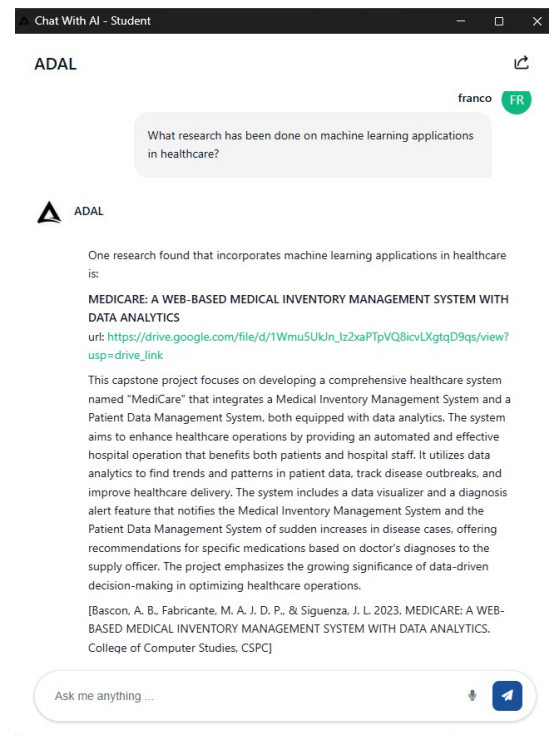 Chat With AI - Student
ADAL
franco
FR
What research has been done on machine learning applications
in healthcare?
ADAL
One research found that incorporates machine learning applications in healthcare
is:
MEDICARE: A WEB-BASED MEDICAL INVENTORY MANAGEMENT SYSTEM WITH
DATA ANALYTICS
url: https://drive.google.com/file/d/1Wmu5UkJn_Iz2xaPTpVQ8icvLXgtqD9qs/view?
usp=drive_link
This capstone project focuses on developing a comprehensive healthcare system
named "MediCare" that integrates a Medical Inventory Management System and a
Patient Data Management System, both equipped with data analytics. The system
aims to enhance healthcare operations by providing an automated and effective
hospital operation that benefits both patients and hospital staff. It utilizes data
analytics to find trends and patterns in patient data, track disease outbreaks, and
improve healthcare delivery. The system includes a data visualizer and a diagnosis
alert feature that notifies the Medical Inventory Management System and the
Patient Data Management System of sudden increases in disease cases, offering
recommendations for specific medications based on doctor's diagnoses to the
supply officer. The project emphasizes the growing significance of data-driven
decision-making in optimizing healthcare operations.
[Bascon, A. B., Fabricante, M. A. J. D. P., & Siguenza, J. L. 2023. MEDICARE: A WEB-
BASED MEDICAL INVENTORY MANAGEMENT SYSTEM WITH DATA ANALYTICS.
College of Computer Studies, CSPC]
Ask me anything ...